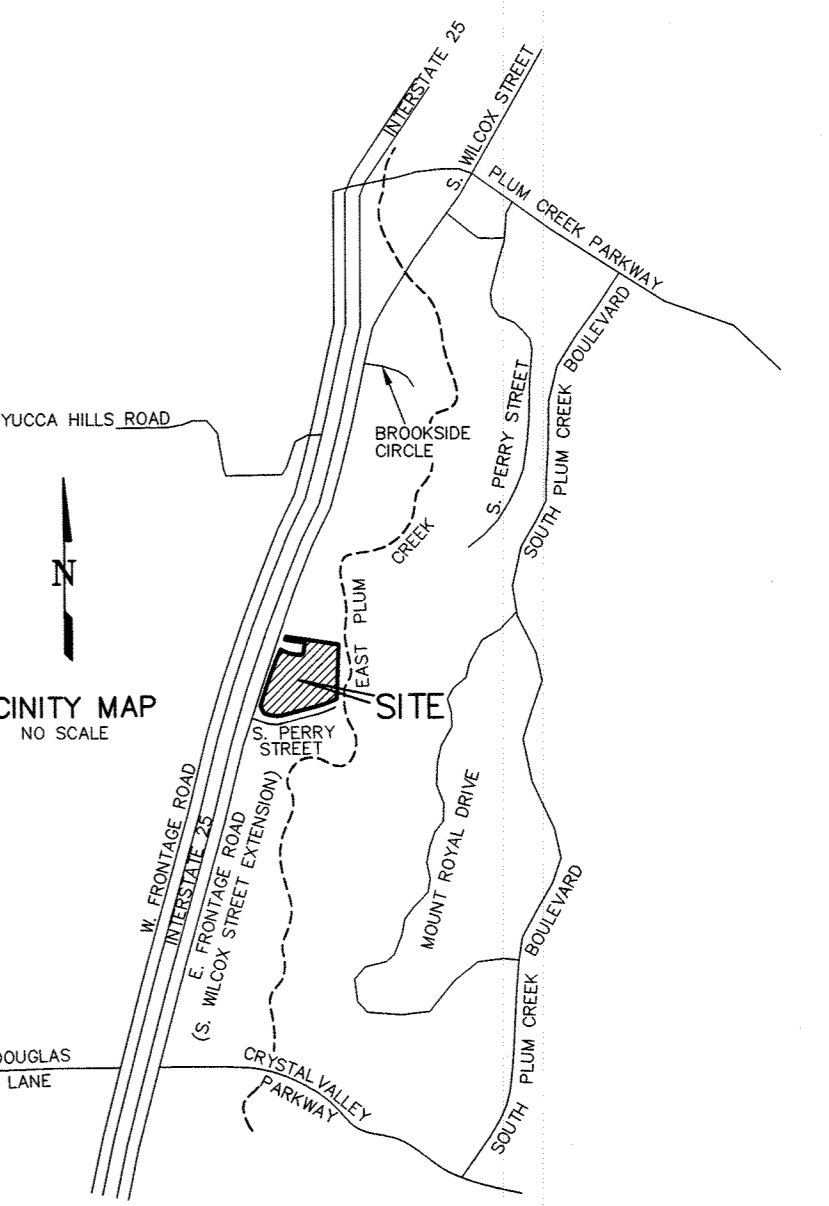 INTERSTATE 25
S. WILCOX STREET
PLUM CREEK PARKWAY
YUCCA HILLS ROAD
BROOKSIDE
CIRCLE
S. PERRY STREET
SOUTH PLUM CREEK BOULEVARD
N
CREEK
EAST PLUM
CINITY MAP
NO SCALE
SITE
S. PERRY
STREET
W. FRONTAGE ROAD
INTERSTATE 25
E. FRONTAGE ROAD
(S. WILCOX STREET EXTENSION)
MOUNT ROYAL DRIVE
SOUTH PLUM CREEK BOULEVARD
DOUGLAS
LANE
CRYSTAL VALLEY
PARKWAY